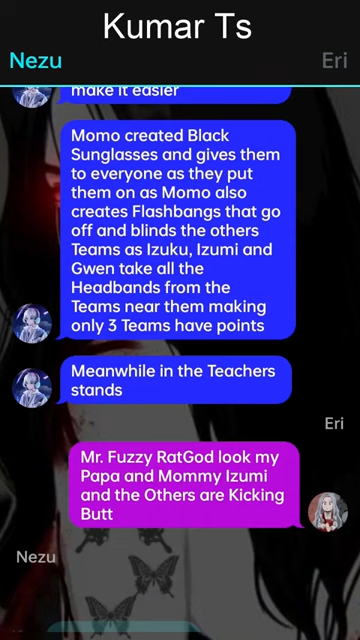 Kumar Ts
Nezu Eri
make it easier
Momo created Black
Sunglasses and gives them
to everyone as they put
them on as Momo also
creates Flashbangs that go
off and blinds the others
Teams as Izuku, Izumi and
Gwen take all the
Headbands from the
Teams near them making
only 3 Teams have points
Meanwhile in the Teachers
stands
Eri
Mr. Fuzzy RatGod look my
Papa and Mommy Izumi
and the Others are Kicking
Butt
Nezu